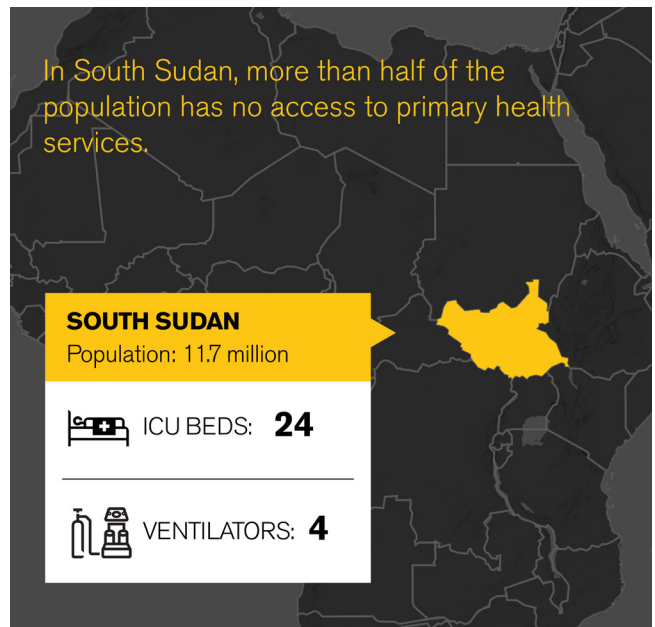 In South Sudan, more than half of the
population has no access to primary health
services.
SOUTH SUDAN
Population: 11.7 million
ICU BEDS: 24
VENTILATORS: 4